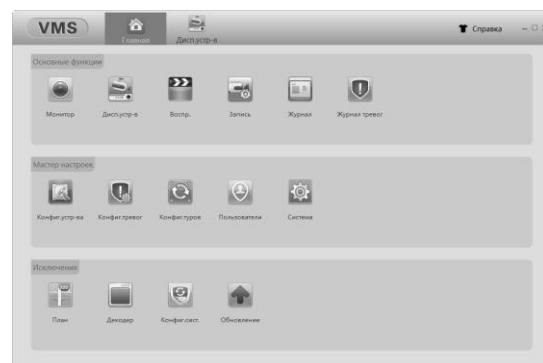 VMS Главная Дисп.устр-в Справка
Основные функции
Монитор Дисп.устр-в Воспр. Запись Журнал Журнал тревог
Мастер настроек
Конфиг.устр-ва Конфиг.тревог Конфиг.туров Пользователи Система
Исключения
План Декодер Конфиг.сист. Обновление